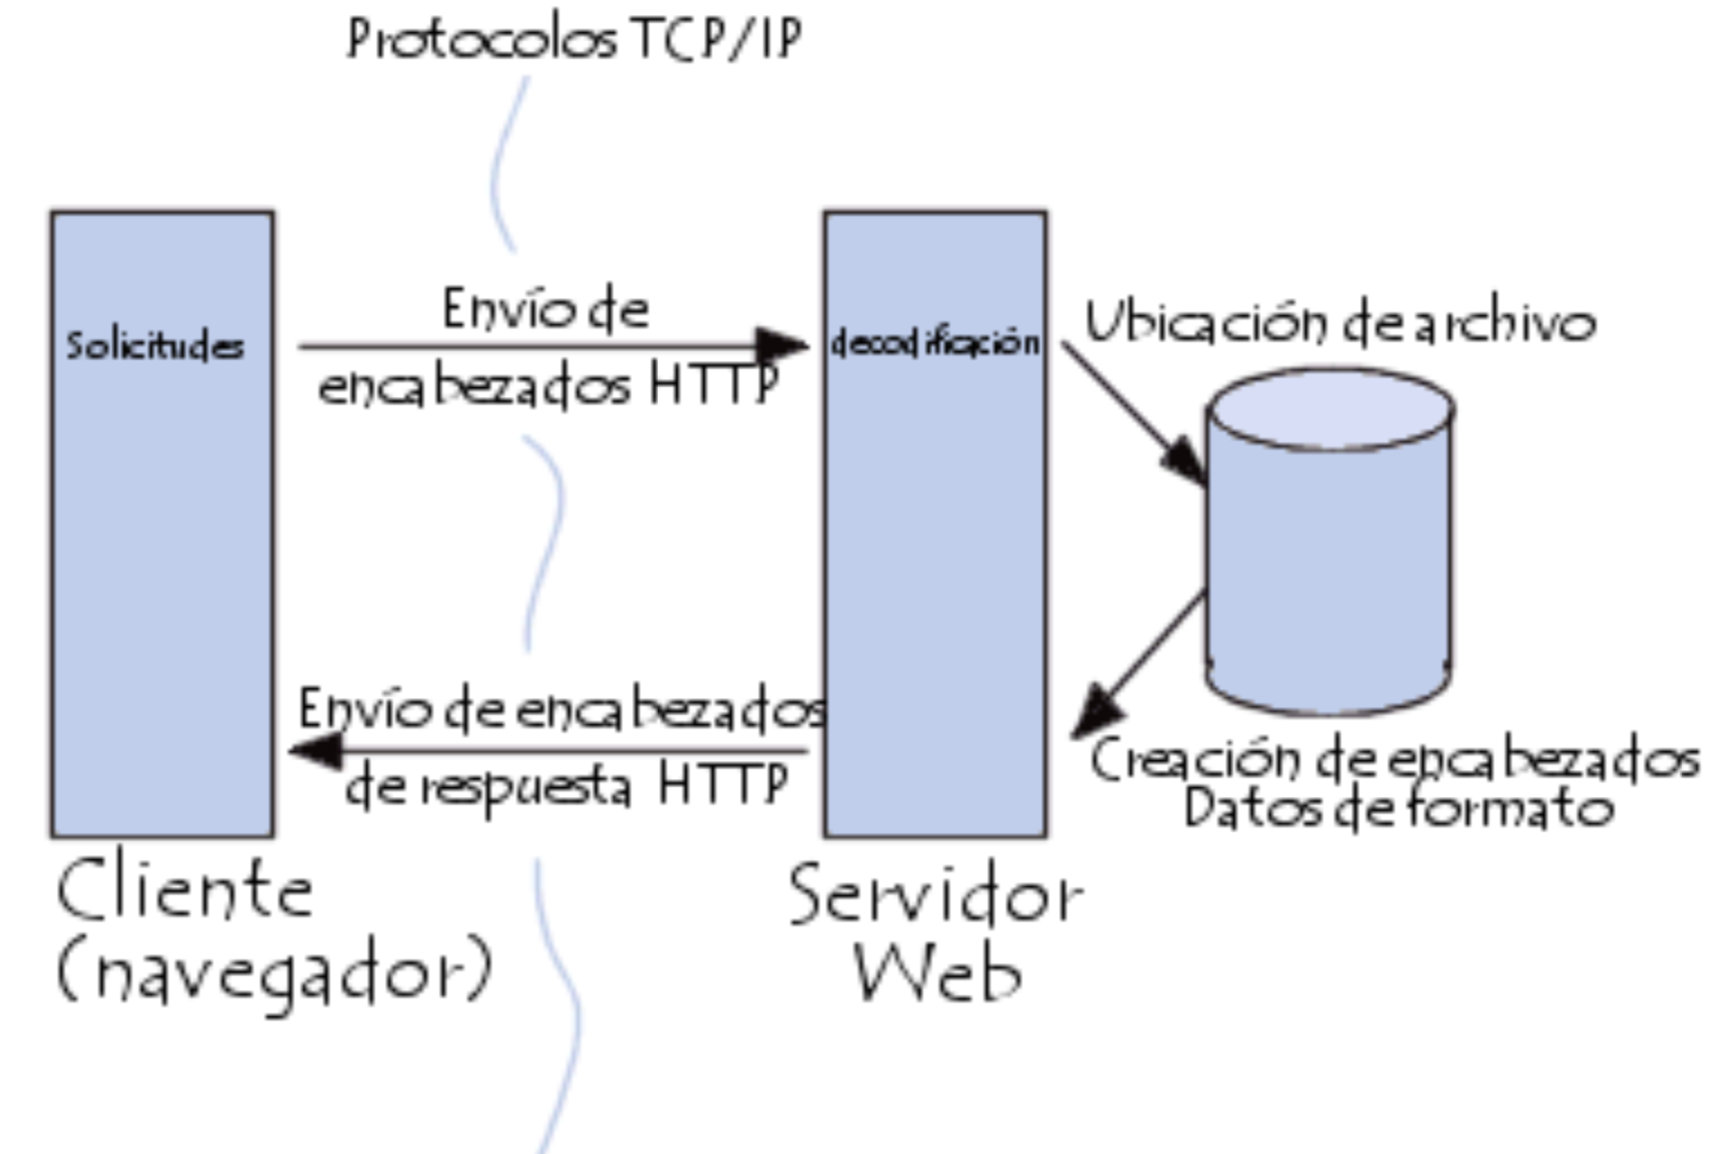 Protocolos TCP/IP
Envío de
encabezados HTTP
Solicitudes
decodificación
Ubicación de archivo
Envío de encabezados
de respuesta HTTP
Creación de encabezados
Datos de formato
Cliente
(navegador)
Servidor
Web